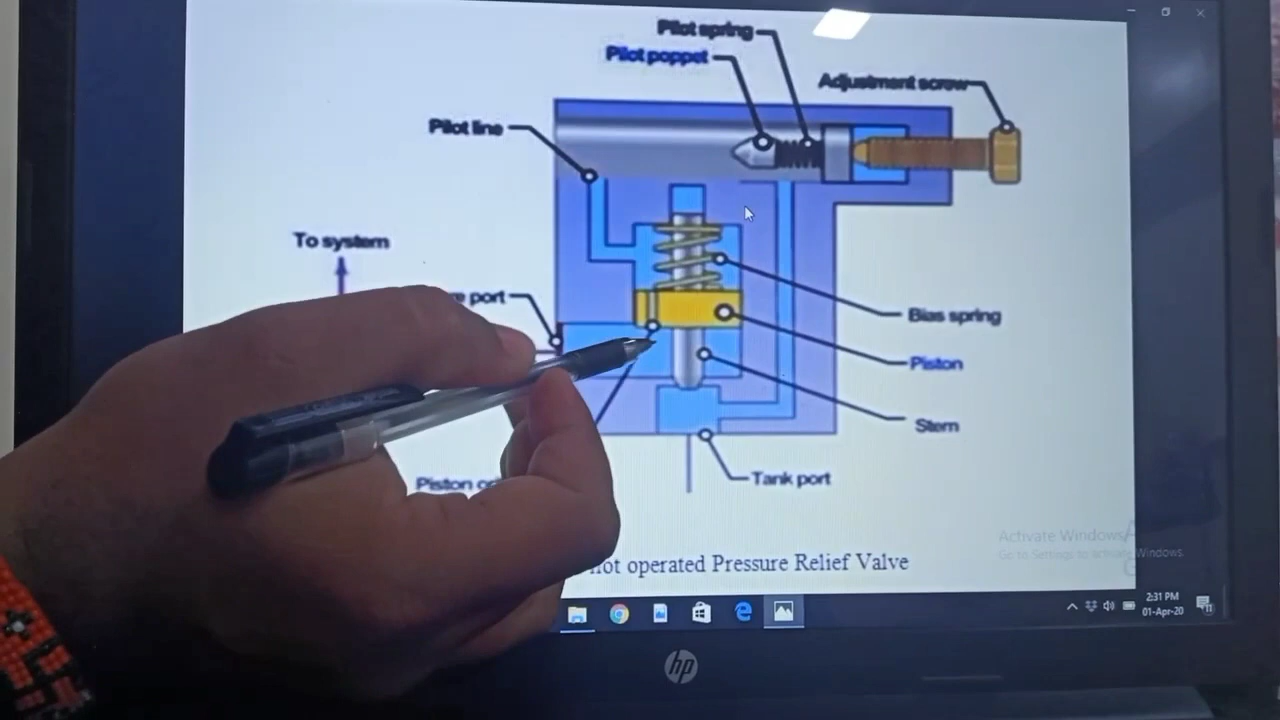 Pilot spring
Pilot poppet
Adjustment screw
Pilot line
To system
port
Bias spring
Piston
Stem
Tank port
Piston
operated Pressure Relief Valve
Activate Windows
Go to Settings to activate Windows.
2:31 PM
01-Apr-20
hp